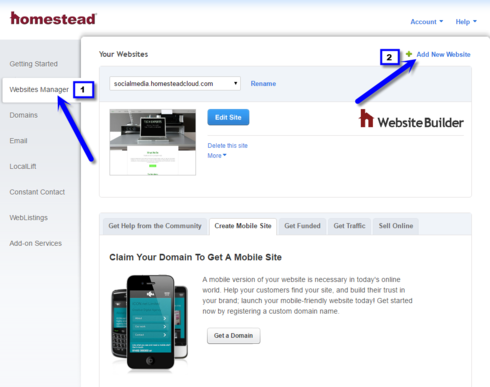 homestead
Account Help
Your Websites
2
Add New Website
Getting Started
Websites Manager
1
socialmedia.homesteadcloud.com
Rename
Domains
Edit Site
WebsiteBuilder
Email
Delete this site
More
LocalLift
Constant Contact
WebListings
Get Help from the Community Create Mobile Site Get Funded Get Traffic Sell Online
Add-on Services
Claim Your Domain To Get A Mobile Site
A mobile version of your website is necessary in today's online
world. Help your customers find your site, and build their trust in
your brand; launch your mobile-friendly website today! Get started
now by registering a custom domain name.
Get a Domain